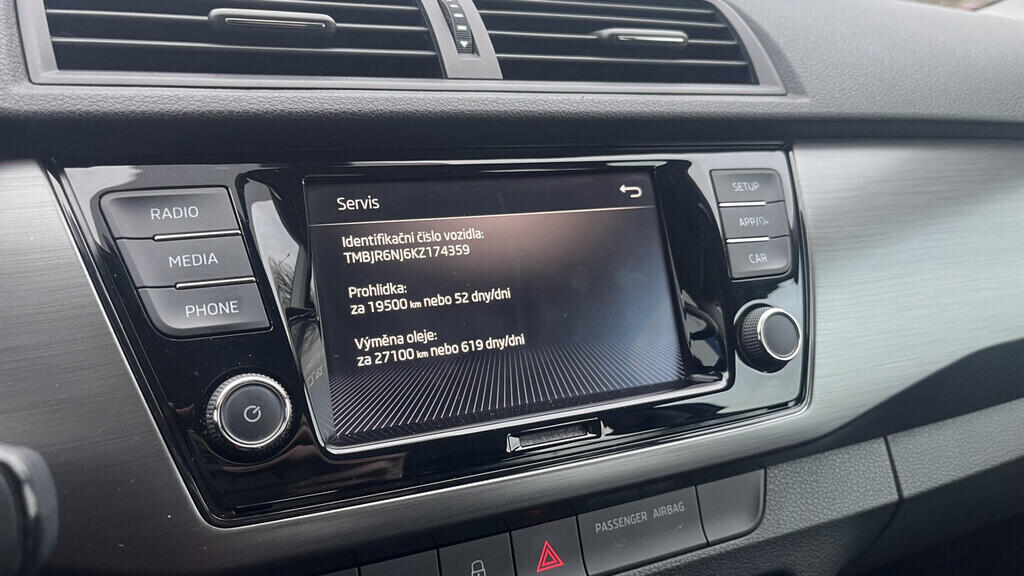 RADIO
MEDIA
PHONE
Servis
Identifikační číslo vozidla:
TMBJR6NJ6KZ174359
Prohlídka:
za 19500 km nebo 52 dny/dní
Výměna oleje:
za 27100 km nebo 619 dny/dní
SETUP
APP
CAR
PASSENGER AIRBAG